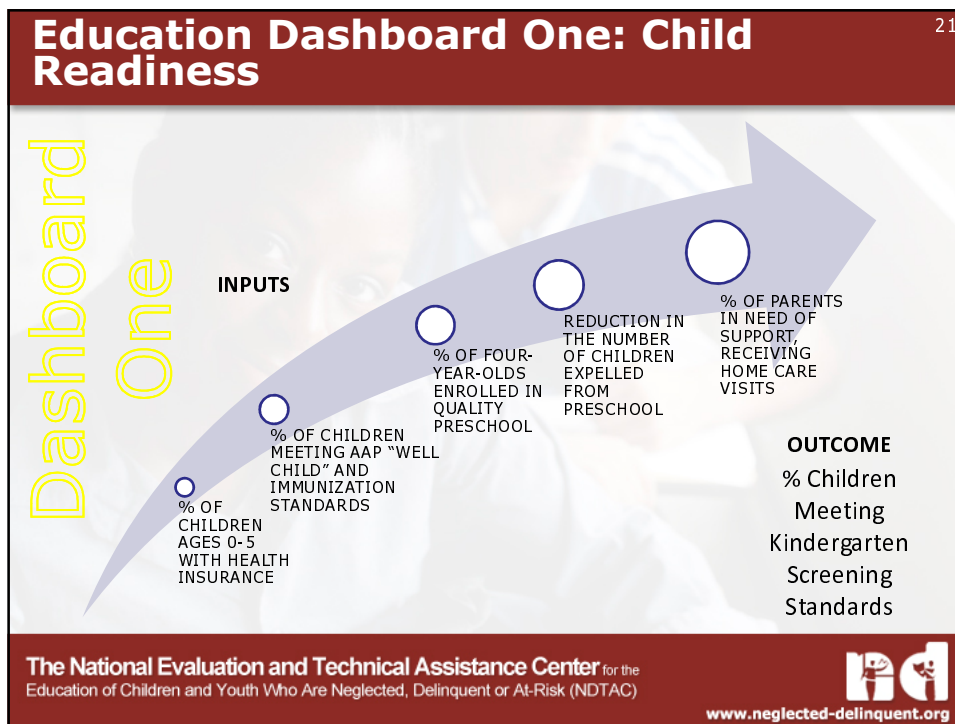 Education Dashboard One: Child
Readiness
21
Dashboard
One
INPUTS
% OF
CHILDREN
AGES 0-5
WITH HEALTH
INSURANCE
% OF CHILDREN
MEETING AAP “WELL
CHILD” AND
IMMUNIZATION
STANDARDS
% OF FOUR-
YEAR-OLDS
ENROLLED IN
QUALITY
PRESCHOOL
REDUCTION IN
THE NUMBER
OF CHILDREN
EXPELLED
FROM
PRESCHOOL
% OF PARENTS
IN NEED OF
SUPPORT,
RECEIVING
HOME CARE
VISITS
OUTCOME
% Children
Meeting
Kindergarten
Screening
Standards
The National Evaluation and Technical Assistance Center for the
Education of Children and Youth Who Are Neglected, Delinquent or At-Risk (NDTAC)
nd
www.neglected-delinquent.org